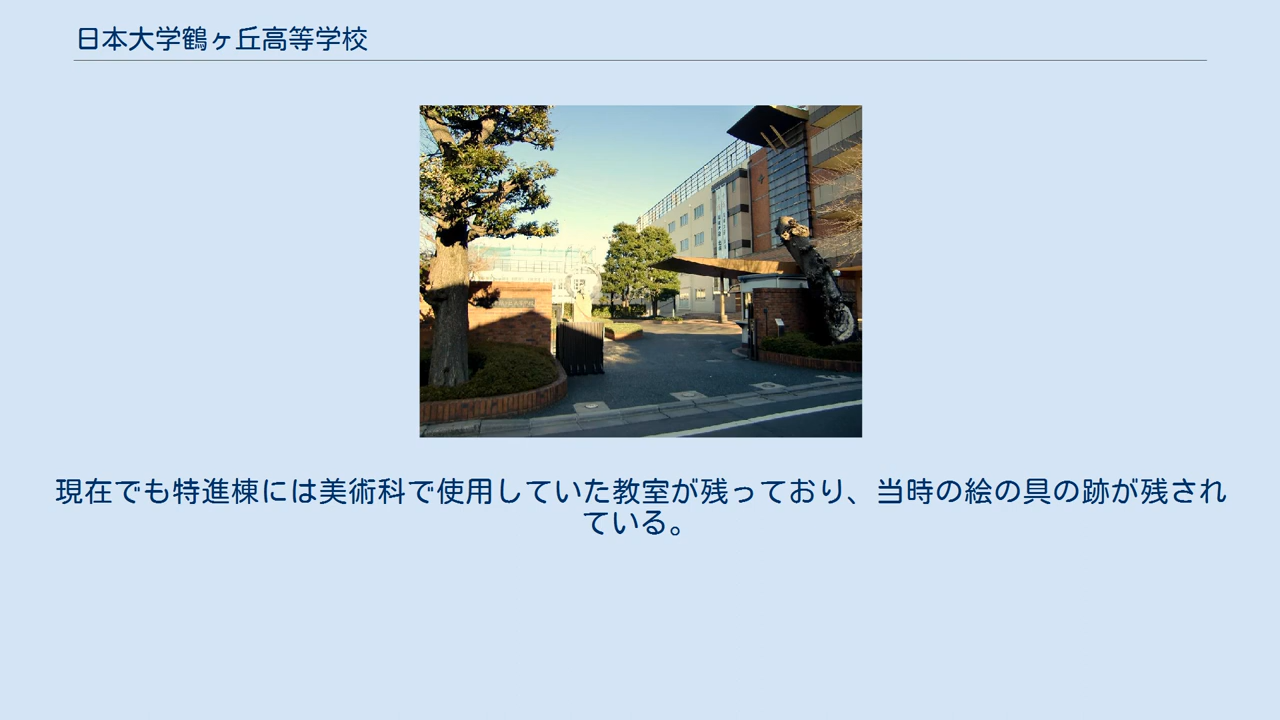 日本大学鶴ヶ丘高等学校
現在でも特進棟には美術科で使用していた教室が残っており、当時の絵の具の跡が残され
ている。